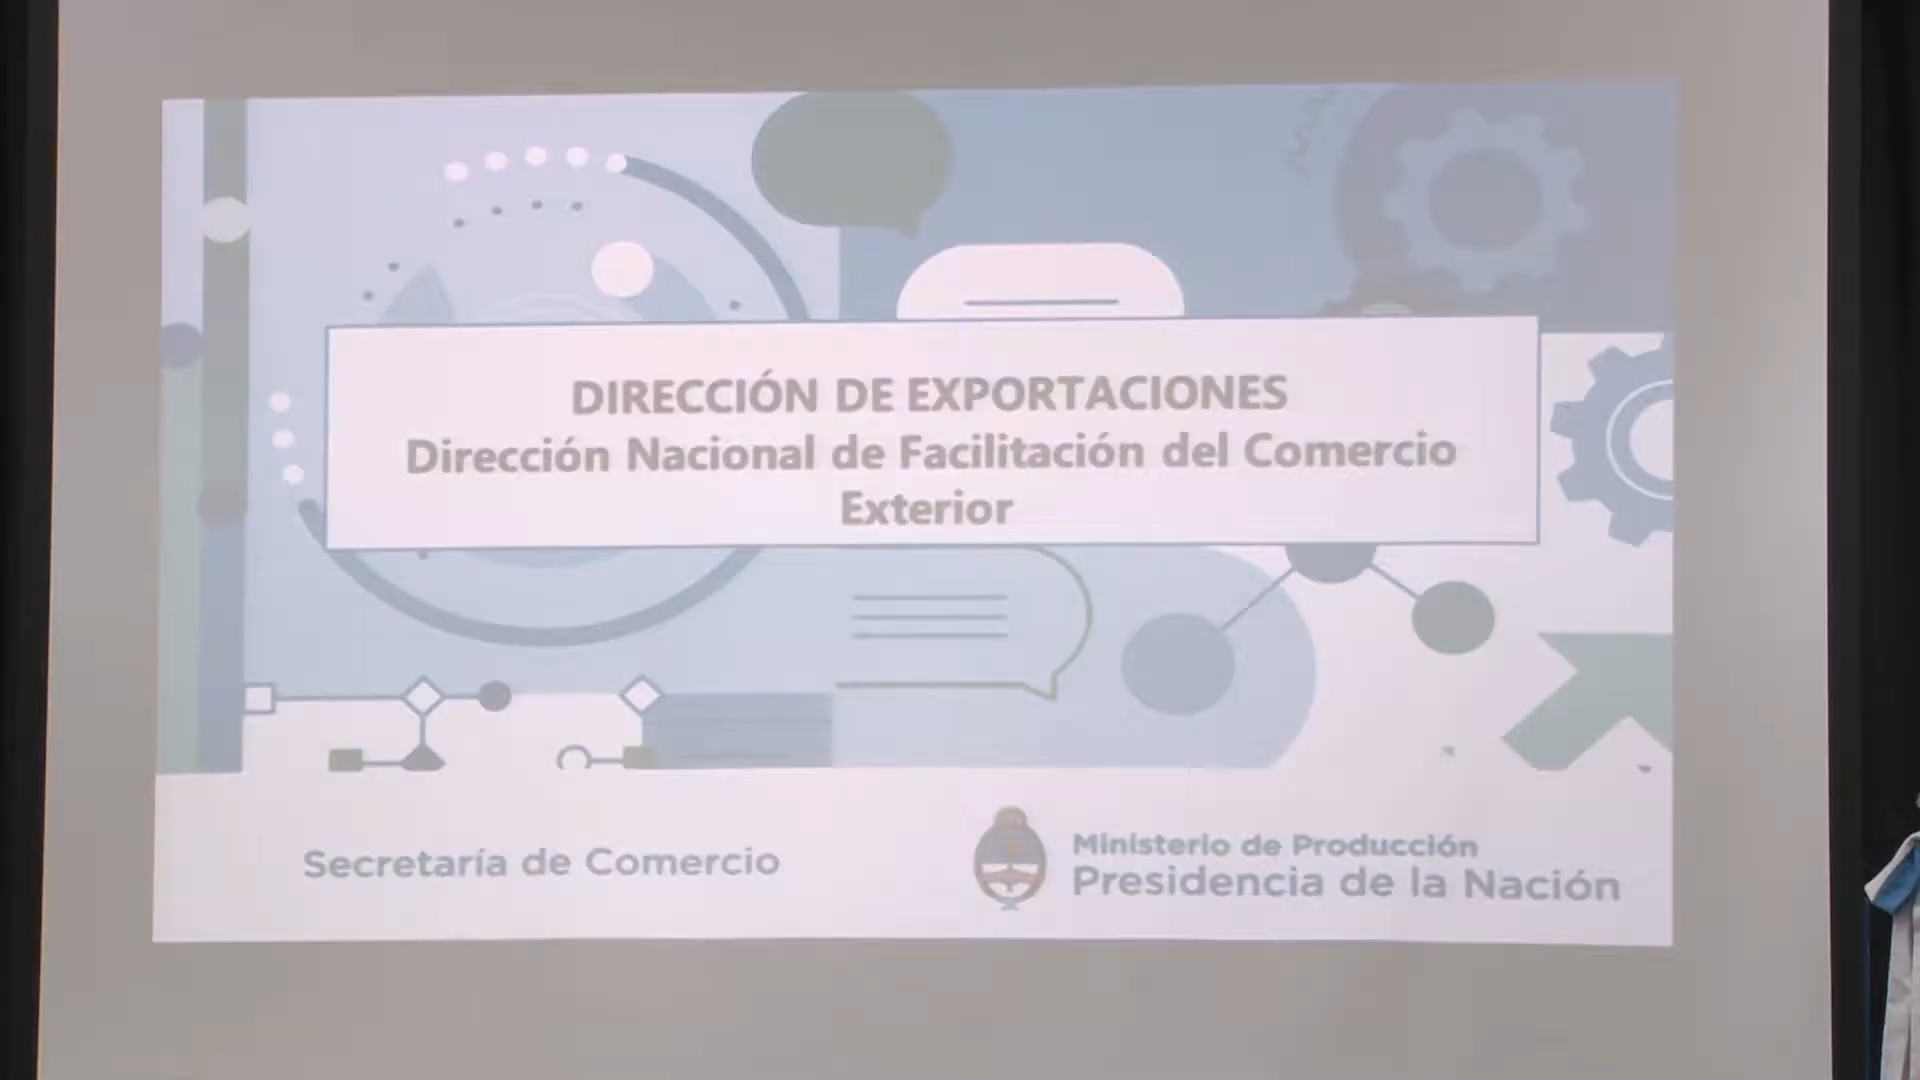 DIRECCIÓN DE EXPORTACIONES
Dirección Nacional de Facilitación del Comercio
Exterior
Secretaría de Comercio
Ministerio de Producción
Presidencia de la Nación